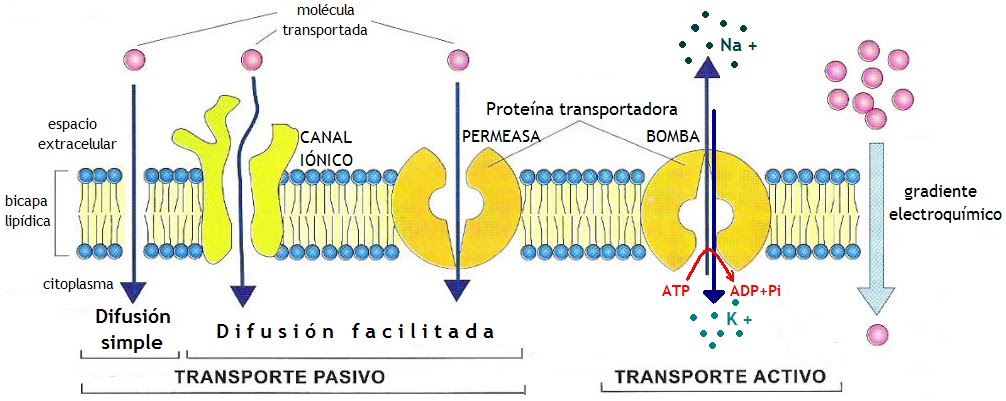 molécula
transportada
Na +
Proteína transportadora
espacio
extracelular
CANAL
IÓNICO
PERMEASA
BOMBA
bicapa
lipídica
gradiente
electroquímico
citoplasma
ATP
ADP+Pi
K +
Difusión
simple
Difusión facilitada
TRANSPORTE PASIVO
TRANSPORTE ACTIVO